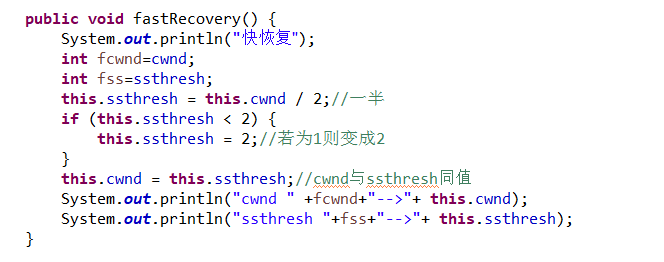 public void fastRecovery() {
    System.out.println("快恢复");
    int fcwnd=cwnd;
    int fss=ssthresh;
    this.ssthresh = this.cwnd / 2;//一半
    if (this.ssthresh < 2) {
        this.ssthresh = 2;//若为1则变成2
    }
    this.cwnd = this.ssthresh;//cwnd与ssthresh同值
    System.out.println("cwnd " +fcwnd+"-->"+ this.cwnd);
    System.out.println("ssthresh "+fss+"-->"+ this.ssthresh);
}